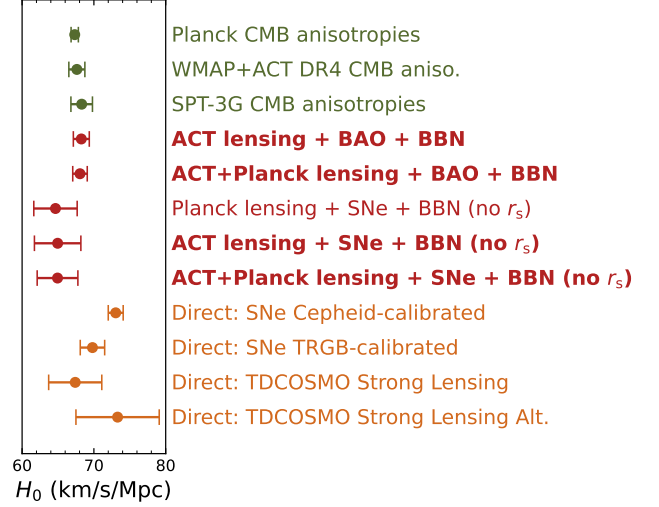 Planck CMB anisotropies
WMAP+ACT DR4 CMB aniso.
SPT-3G CMB anisotropies
ACT lensing + BAO + BBN
ACT+Planck lensing + BAO + BBN
Planck lensing + SNe + BBN (no rₛ)
ACT lensing + SNe + BBN (no rₛ)
ACT+Planck lensing + SNe + BBN (no rₛ)
Direct: SNe Cepheid-calibrated
Direct: SNe TRGB-calibrated
Direct: TDCOSMO Strong Lensing
Direct: TDCOSMO Strong Lensing Alt.
60 70 80
H₀ (km/s/Mpc)